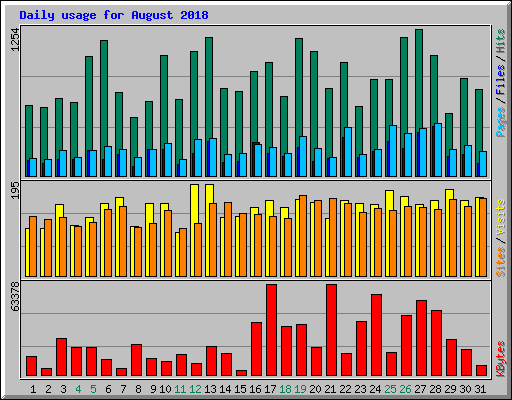 Daily usage for August 2018
1254
Pages / Files / Hits
195
Sites / Visits
63378
KBytes
1 2 3 4 5 6 7 8 9 10 11 12 13 14 15 16 17 18 19 20 21 22 23 24 25 26 27 28 29 30 31